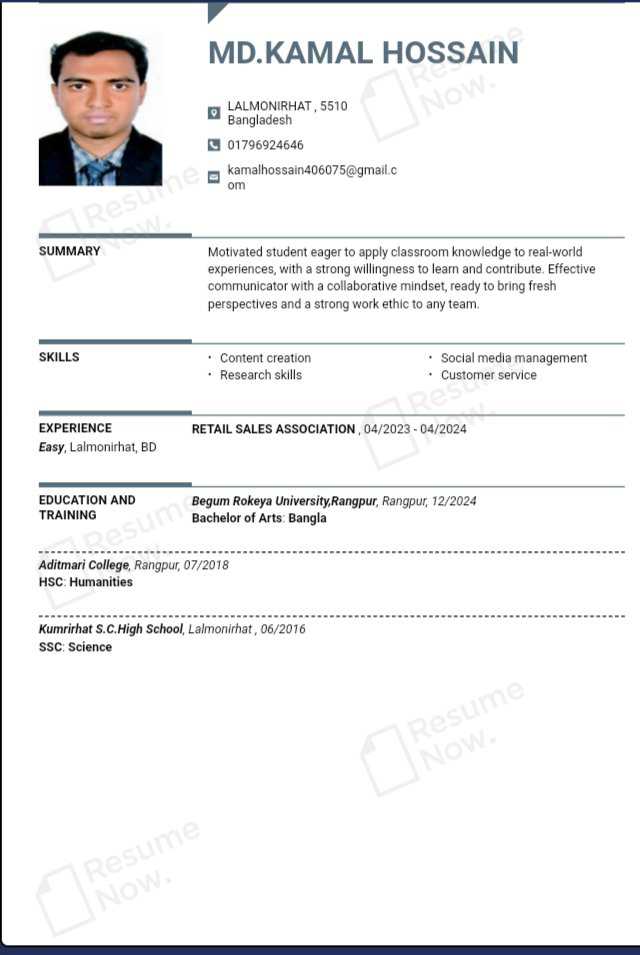 MD.KAMAL HOSSAIN
LALMONIRHAT , 5510
Bangladesh
01796924646
kamalhossain406075@gmail.c
om
SUMMARY
Motivated student eager to apply classroom knowledge to real-world
experiences, with a strong willingness to learn and contribute. Effective
communicator with a collaborative mindset, ready to bring fresh
perspectives and a strong work ethic to any team.
SKILLS
• Content creation
• Research skills
• Social media management
• Customer service
EXPERIENCE
Easy, Lalmonirhat, BD
RETAIL SALES ASSOCIATION , 04/2023 - 04/2024
EDUCATION AND
TRAINING
Begum Rokeya University,Rangpur, Rangpur, 12/2024
Bachelor of Arts: Bangla
Aditmari College, Rangpur, 07/2018
HSC: Humanities
Kumrirhat S.C.High School, Lalmonirhat , 06/2016
SSC: Science
Resume
Now.
Resume
Now.
Resume
Now.
Resume
Now.
Resume
Now.
Resume
Now.